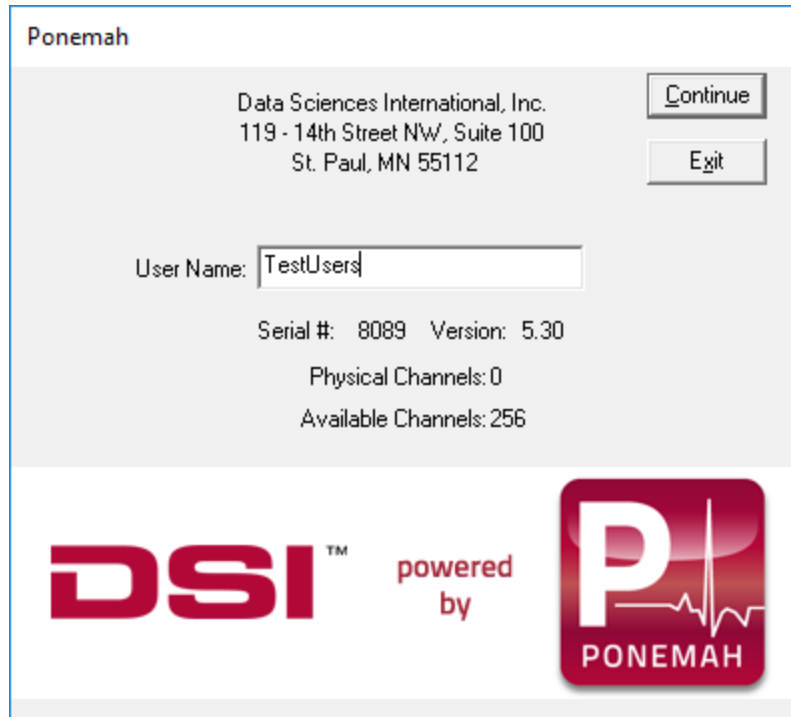 Ponemah
Data Sciences International, Inc.
119 - 14th Street NW, Suite 100
St. Paul, MN 55112
Continue
Exit
User Name: TestUsers
Serial #: 8089 Version: 5.30
Physical Channels: 0
Available Channels: 256
DSI™
powered
by
P
PONEMAH